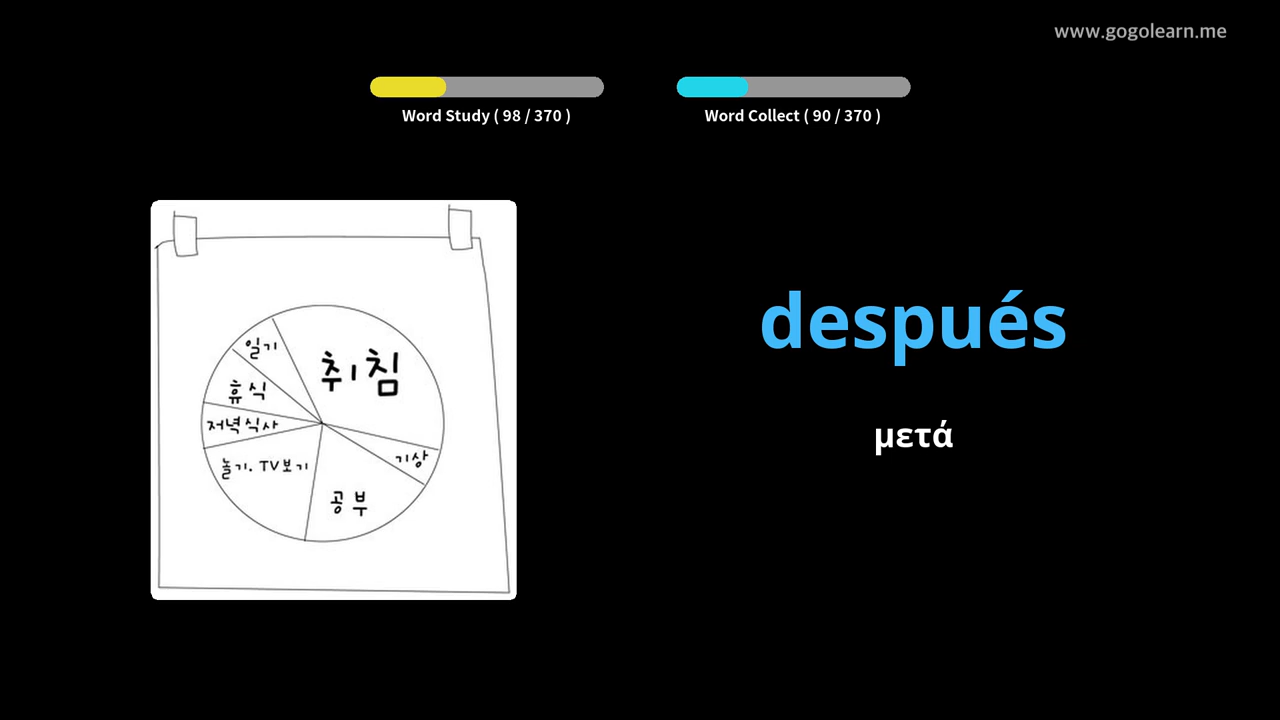 www.gogolearn.me
Word Study ( 98 / 370 )
Word Collect ( 90 / 370 )
일기
취침
휴식
저녁식사
놀기. TV보기
기상
공부
después
μετά